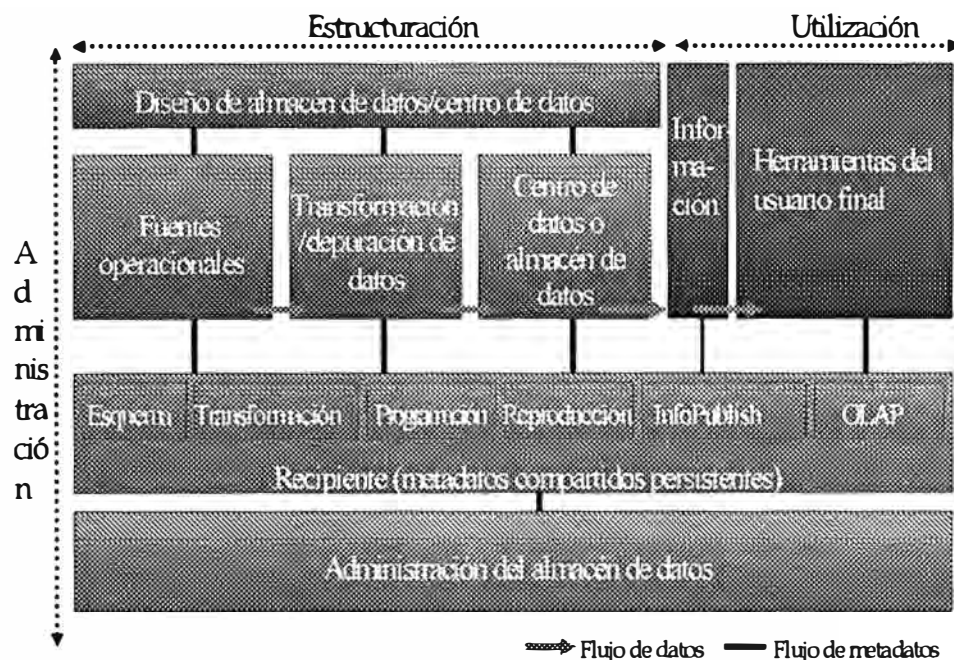 Estructuración
Utilización
Diseño de almacén de datos/centro de datos
Infor-
ma-
ción
Herramientas del
usuario final
Fuentes
operacionales
Transformación
/depuración de
datos
Centro de
datos o
almacén de
datos
A
d
mi
nis
tra
ció
n
Esquema
Transformación
Programación
Reproducción
InfoPublish
OLAP
Recipiente (metadatos compartidos persistentes)
Administración del almacén de datos
Flujo de datos
Flujo de metadatos